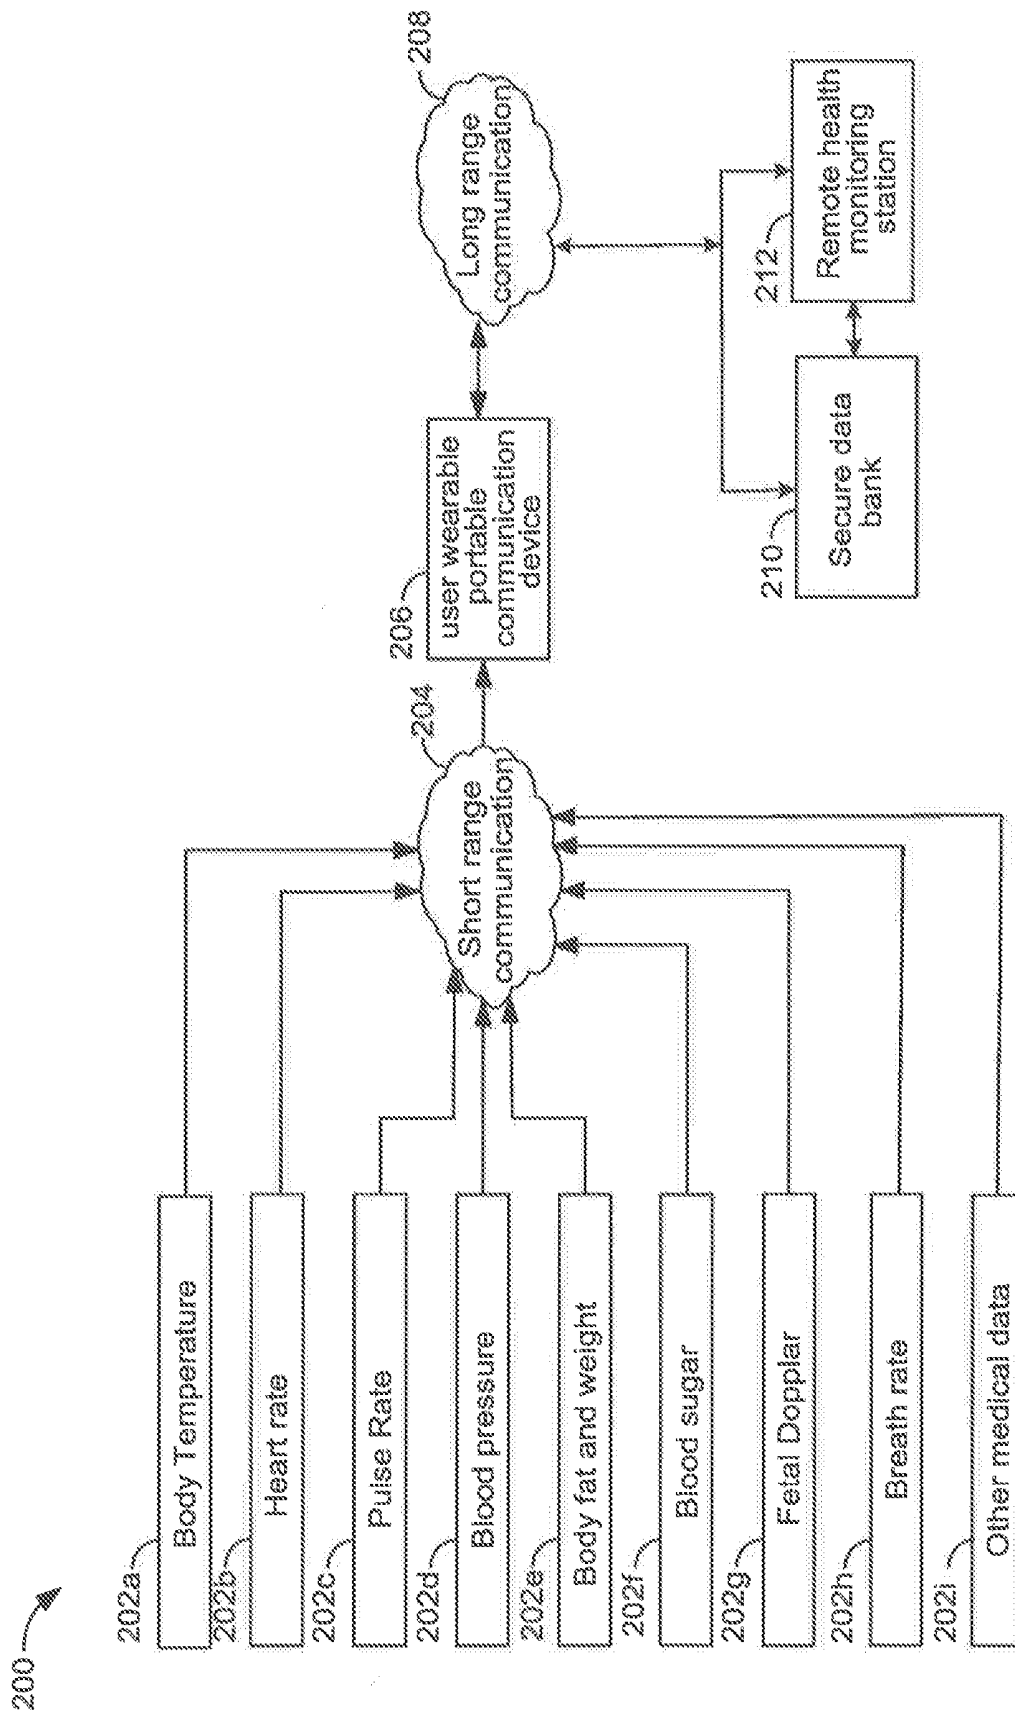 200
202a
Body Temperature
202b
Heart rate
202c
Pulse Rate
202d
Blood pressure
202e
Body fat and weight
202f
Blood sugar
202g
Fetal Dopplar
202h
Breath rate
202i
Other medical data
204
Short range
communication
206
user wearable
portable
communication
device
208
Long range
communication
210
Secure data
bank
212
Remote health
monitoring
station